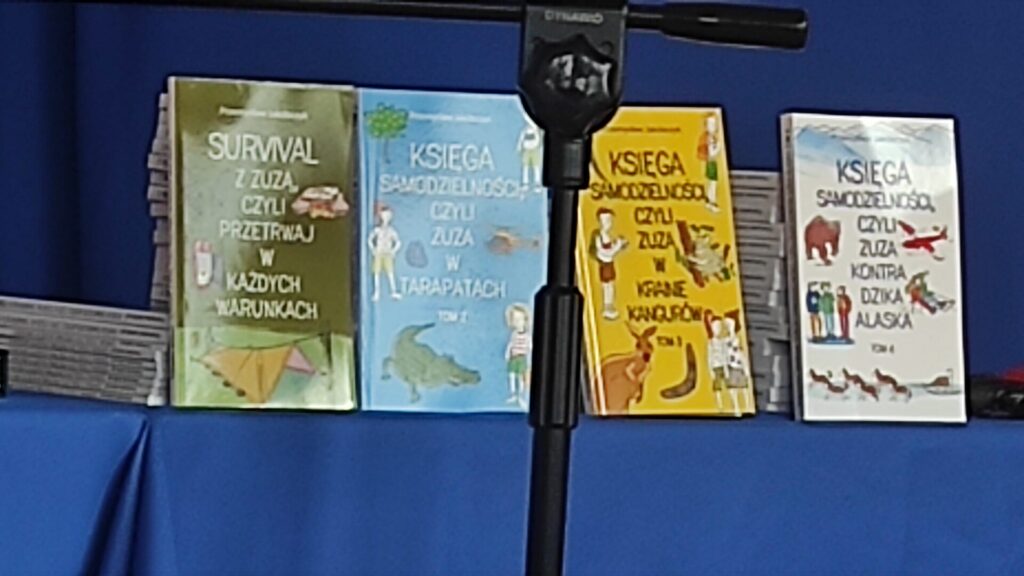 DYNAMIC
SURVIVAL
Z ZUZĄ,
CZYLI
PRZETRWAJ
W
KAŻDYCH
WARUNKACH
KSIĘGA
SAMODZIELNOŚCI,
CZYLI
ZUZA
W
TARAPATACH
TOM 2
KSIĘGA
SAMODZIELNOŚCI,
CZYLI
ZUZA
W
KRAINIE
KANGURÓW
TOM 3
KSIĘGA
SAMODZIELNOŚCI,
CZYLI
ZUZA
KONTRA
DZIKA
ALASKA
TOM 4